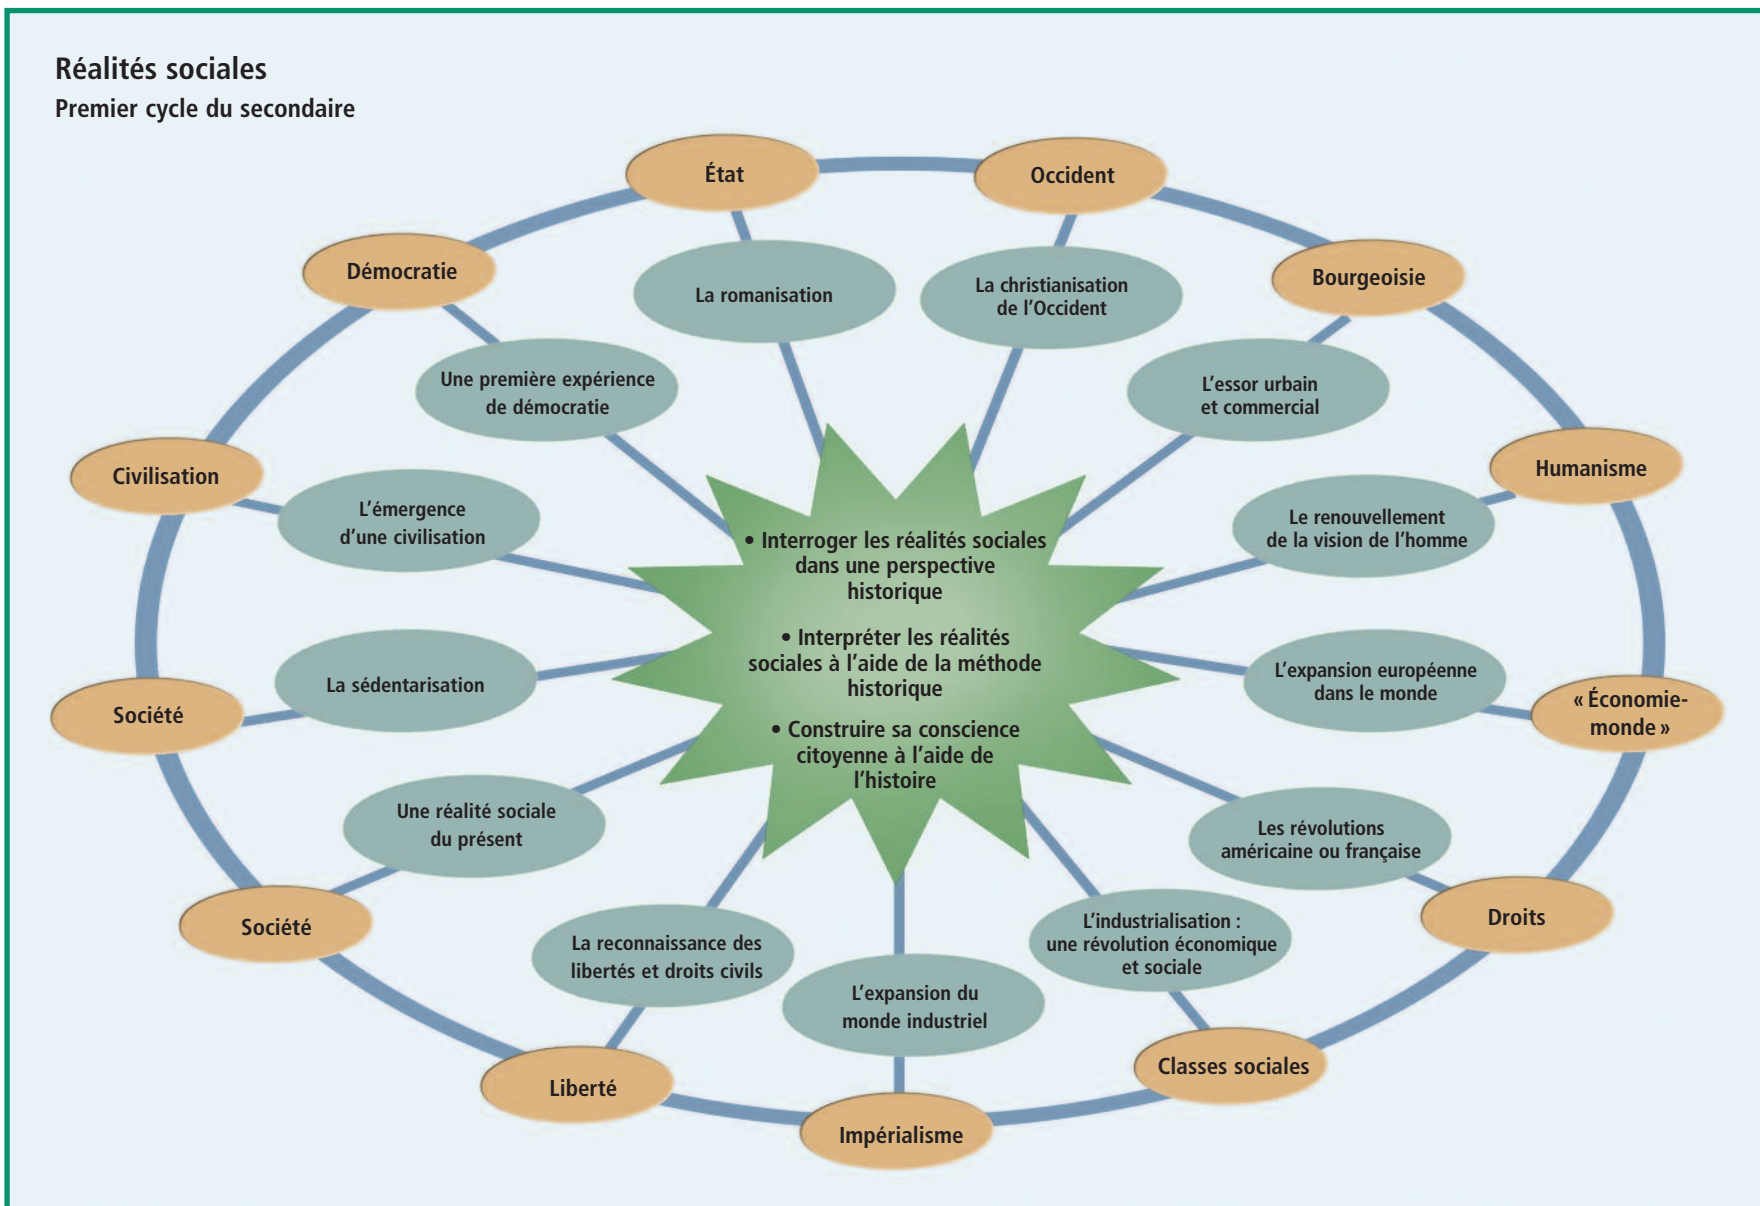 Réalités sociales
Premier cycle du secondaire
État
Occident
Démocratie
Bourgeoisie
La romanisation
La christianisation
de l'Occident
Une première expérience
de démocratie
L'essor urbain
et commercial
Civilisation
Humanisme
L'émergence
d'une civilisation
Le renouvellement
de la vision de l'homme
• Interroger les réalités sociales
dans une perspective
historique
• Interpréter les réalités
sociales à l'aide de la méthode
historique
• Construire sa conscience
citoyenne à l'aide de
l'histoire
La sédentarisation
L'expansion européenne
dans le monde
Société
« Économie-
monde »
Une réalité sociale
du présent
Les révolutions
américaine ou française
Société
Droits
La reconnaissance des
libertés et droits civils
L'industrialisation :
une révolution économique
et sociale
L'expansion du
monde industriel
Liberté
Classes sociales
Impérialisme